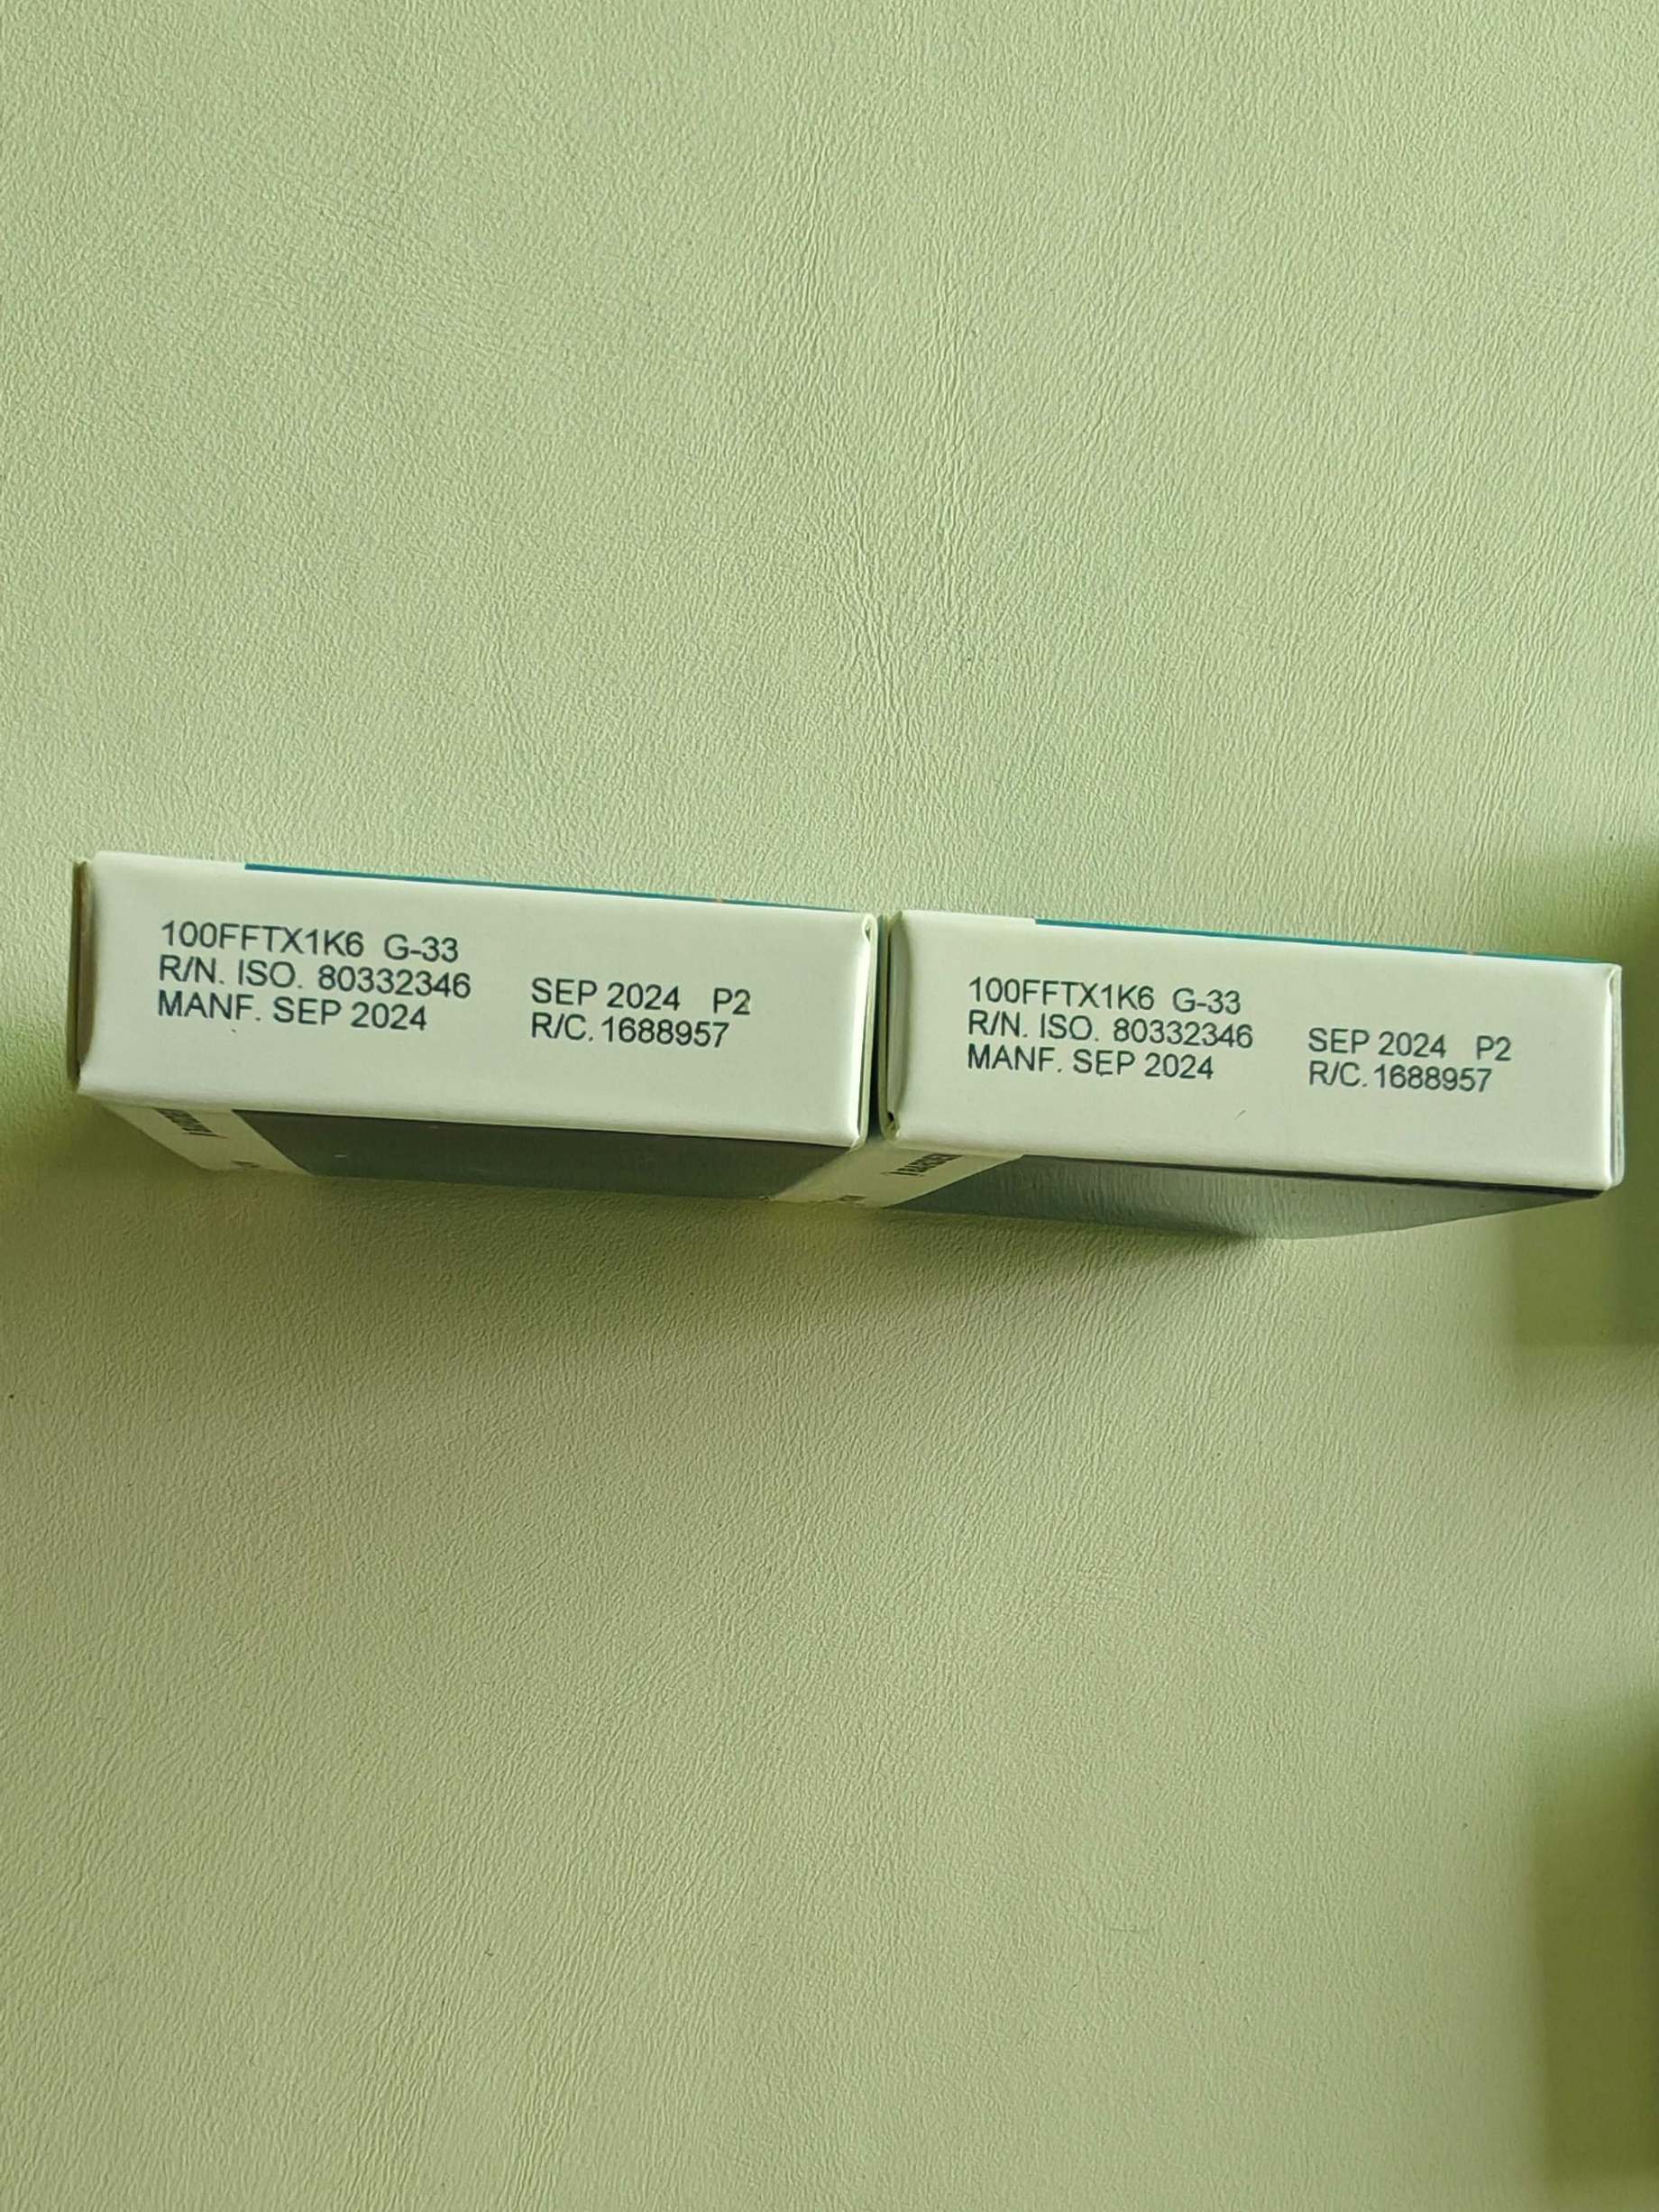 100FFTX1K6 G-33
R/N. ISO. 80332346
MANF. SEP 2024
SEP 2024 P2
R/C. 1688957
100FFTX1K6 G-33
R/N. ISO. 80332346
MANF. SEP 2024
SEP 2024 P2
R/C. 1688957